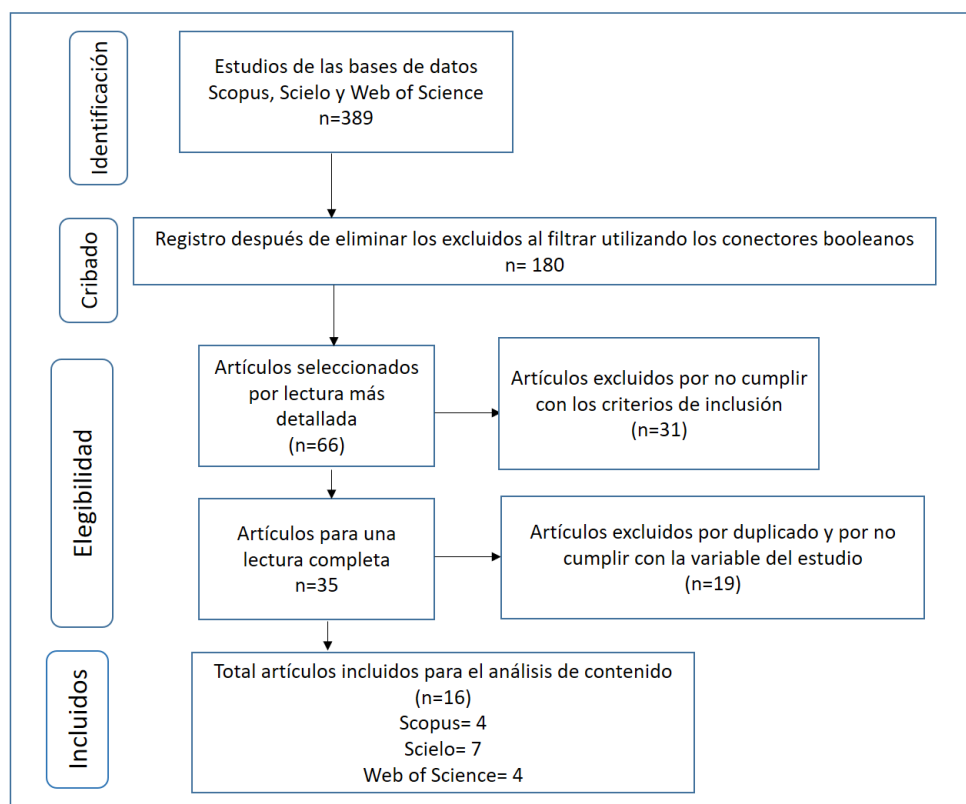 Identificación
Estudios de las bases de datos
Scopus, Scielo y Web of Science
n=389
Cribado
Registro después de eliminar los excluidos al filtrar utilizando los conectores booleanos
n= 180
Elegibilidad
Artículos seleccionados
por lectura más
detallada
(n=66)
Artículos excluidos por no cumplir
con los criterios de inclusión
(n=31)
Artículos para una
lectura completa
n=35
Artículos excluidos por duplicado y por no
cumplir con la variable del estudio
(n=19)
Incluidos
Total artículos incluidos para el análisis de contenido
(n=16)
Scopus= 4
Scielo= 7
Web of Science= 4